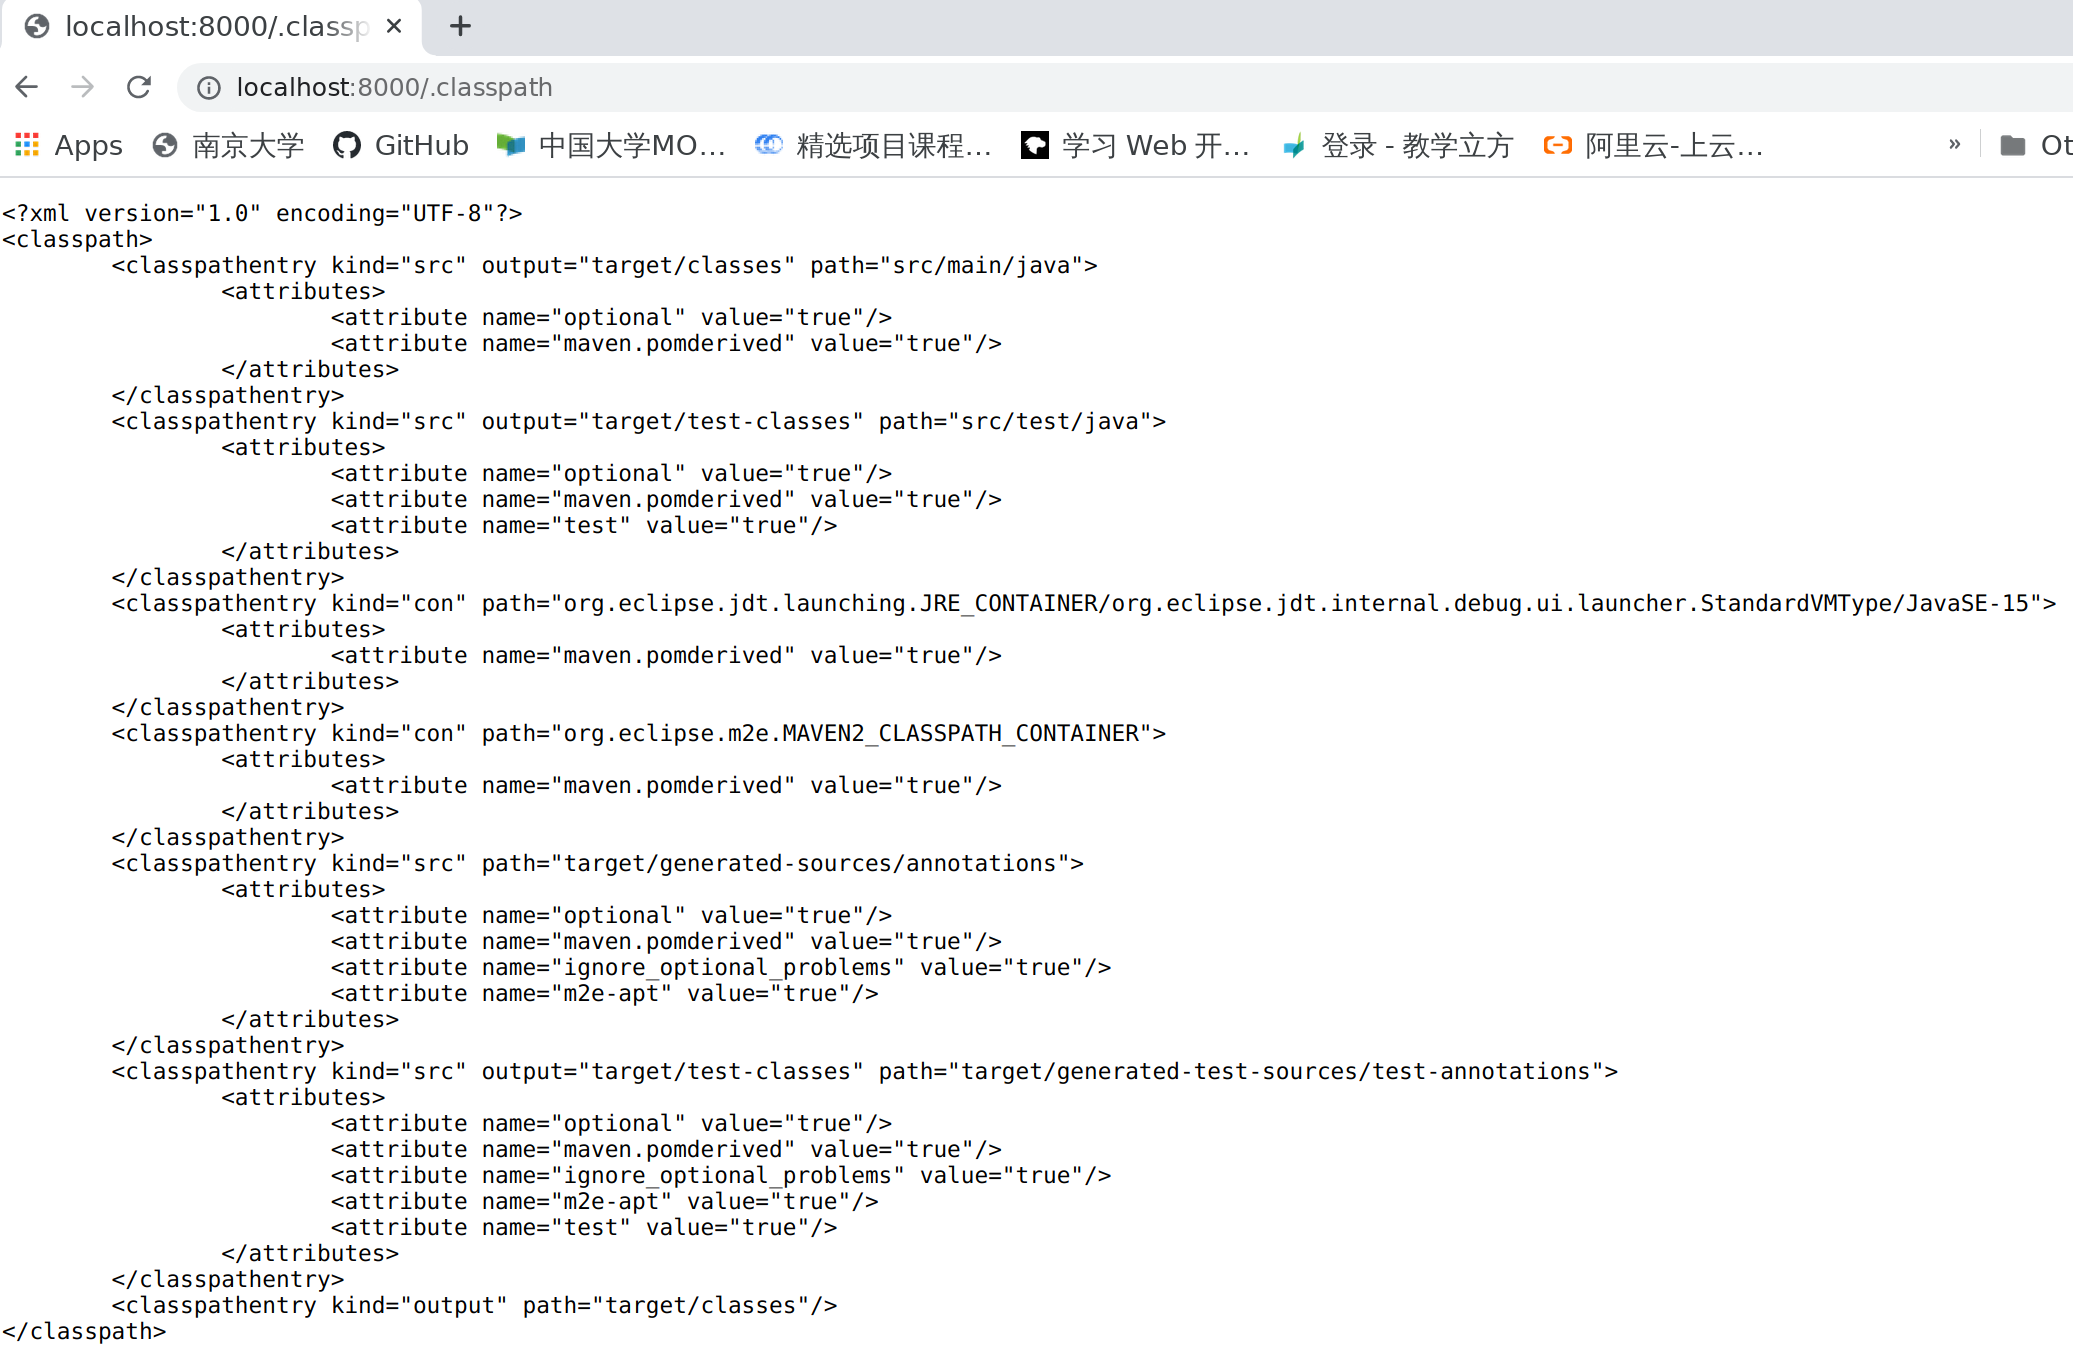 localhost:8000/.classp
localhost:8000/.classpath
Apps 南京大学 GitHub 中国大学MO… 精选项目课程… 学习 Web 开… 登录 - 教学立方 阿里云-上云… » Ot
<?xml version="1.0" encoding="UTF-8"?>
<classpath>
	<classpathentry kind="src" output="target/classes" path="src/main/java">
		<attributes>
			<attribute name="optional" value="true"/>
			<attribute name="maven.pomderived" value="true"/>
		</attributes>
	</classpathentry>
	<classpathentry kind="src" output="target/test-classes" path="src/test/java">
		<attributes>
			<attribute name="optional" value="true"/>
			<attribute name="maven.pomderived" value="true"/>
			<attribute name="test" value="true"/>
		</attributes>
	</classpathentry>
	<classpathentry kind="con" path="org.eclipse.jdt.launching.JRE_CONTAINER/org.eclipse.jdt.internal.debug.ui.launcher.StandardVMType/JavaSE-15">
		<attributes>
			<attribute name="maven.pomderived" value="true"/>
		</attributes>
	</classpathentry>
	<classpathentry kind="con" path="org.eclipse.m2e.MAVEN2_CLASSPATH_CONTAINER">
		<attributes>
			<attribute name="maven.pomderived" value="true"/>
		</attributes>
	</classpathentry>
	<classpathentry kind="src" path="target/generated-sources/annotations">
		<attributes>
			<attribute name="optional" value="true"/>
			<attribute name="maven.pomderived" value="true"/>
			<attribute name="ignore_optional_problems" value="true"/>
			<attribute name="m2e-apt" value="true"/>
		</attributes>
	</classpathentry>
	<classpathentry kind="src" output="target/test-classes" path="target/generated-test-sources/test-annotations">
		<attributes>
			<attribute name="optional" value="true"/>
			<attribute name="maven.pomderived" value="true"/>
			<attribute name="ignore_optional_problems" value="true"/>
			<attribute name="m2e-apt" value="true"/>
			<attribute name="test" value="true"/>
		</attributes>
	</classpathentry>
	<classpathentry kind="output" path="target/classes"/>
</classpath>